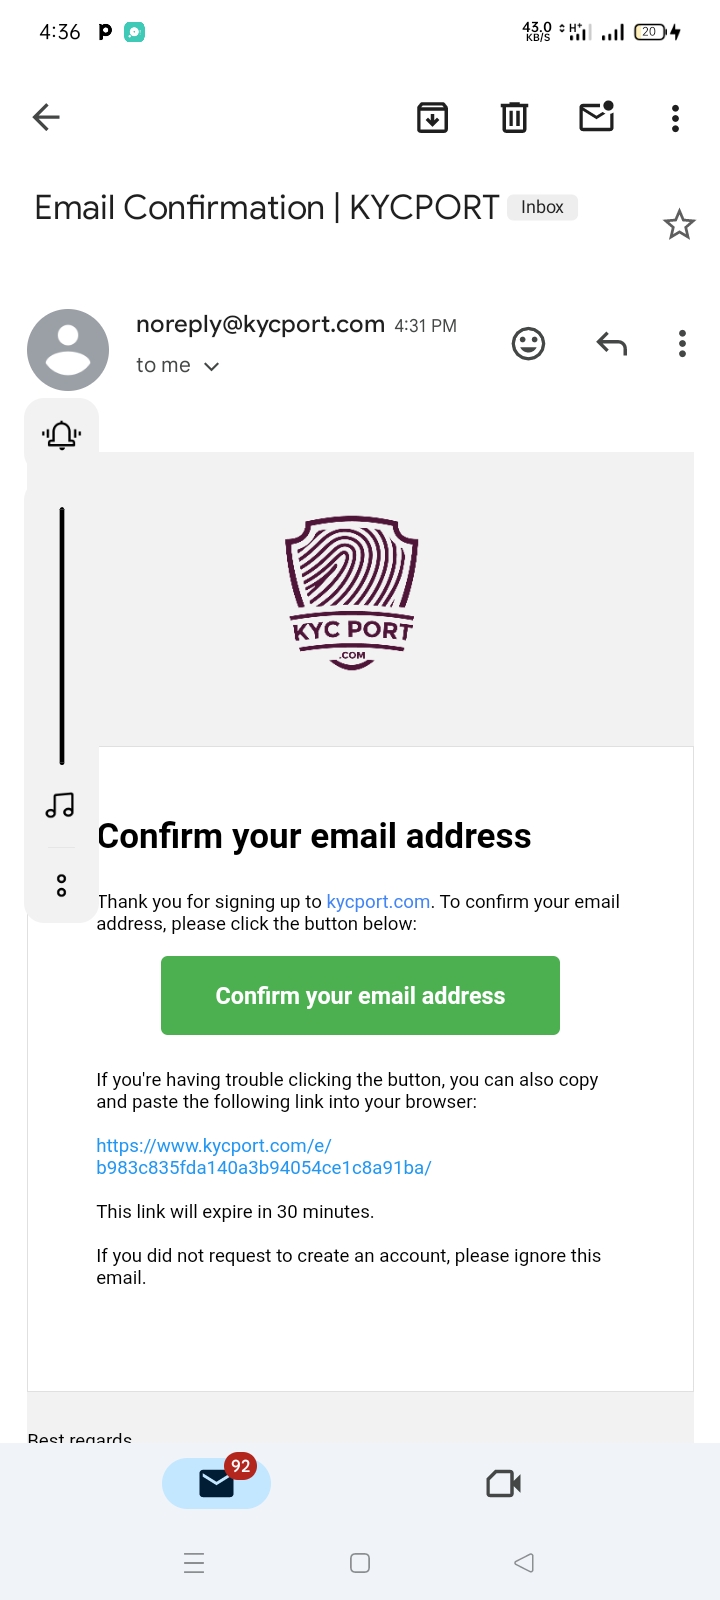 4:36
43.0
KB/S
H+
20
Email Confirmation | KYCPORT
Inbox
noreply@kycport.com 4:31 PM
to me
KYC PORT
.COM
Confirm your email address
Thank you for signing up to kycport.com. To confirm your email
address, please click the button below:
Confirm your email address
If you're having trouble clicking the button, you can also copy
and paste the following link into your browser:
https://www.kycport.com/e/
b983c835fda140a3b94054ce1c8a91ba/
This link will expire in 30 minutes.
If you did not request to create an account, please ignore this
email.
Best regards
92